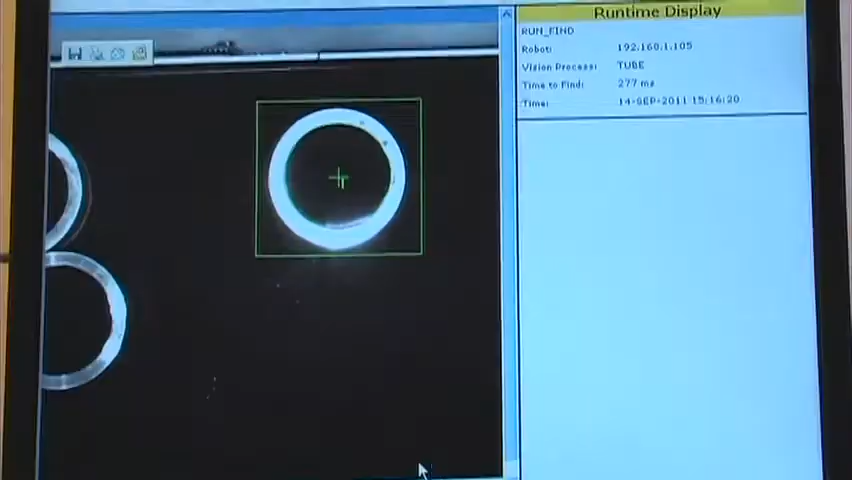 Runtime Display
RUN_FIND
Robot: 192.168.1.105
Vision Process: TUBE
Time to Find: 277 ms
Time: 14-SEP-2011 15:16:20